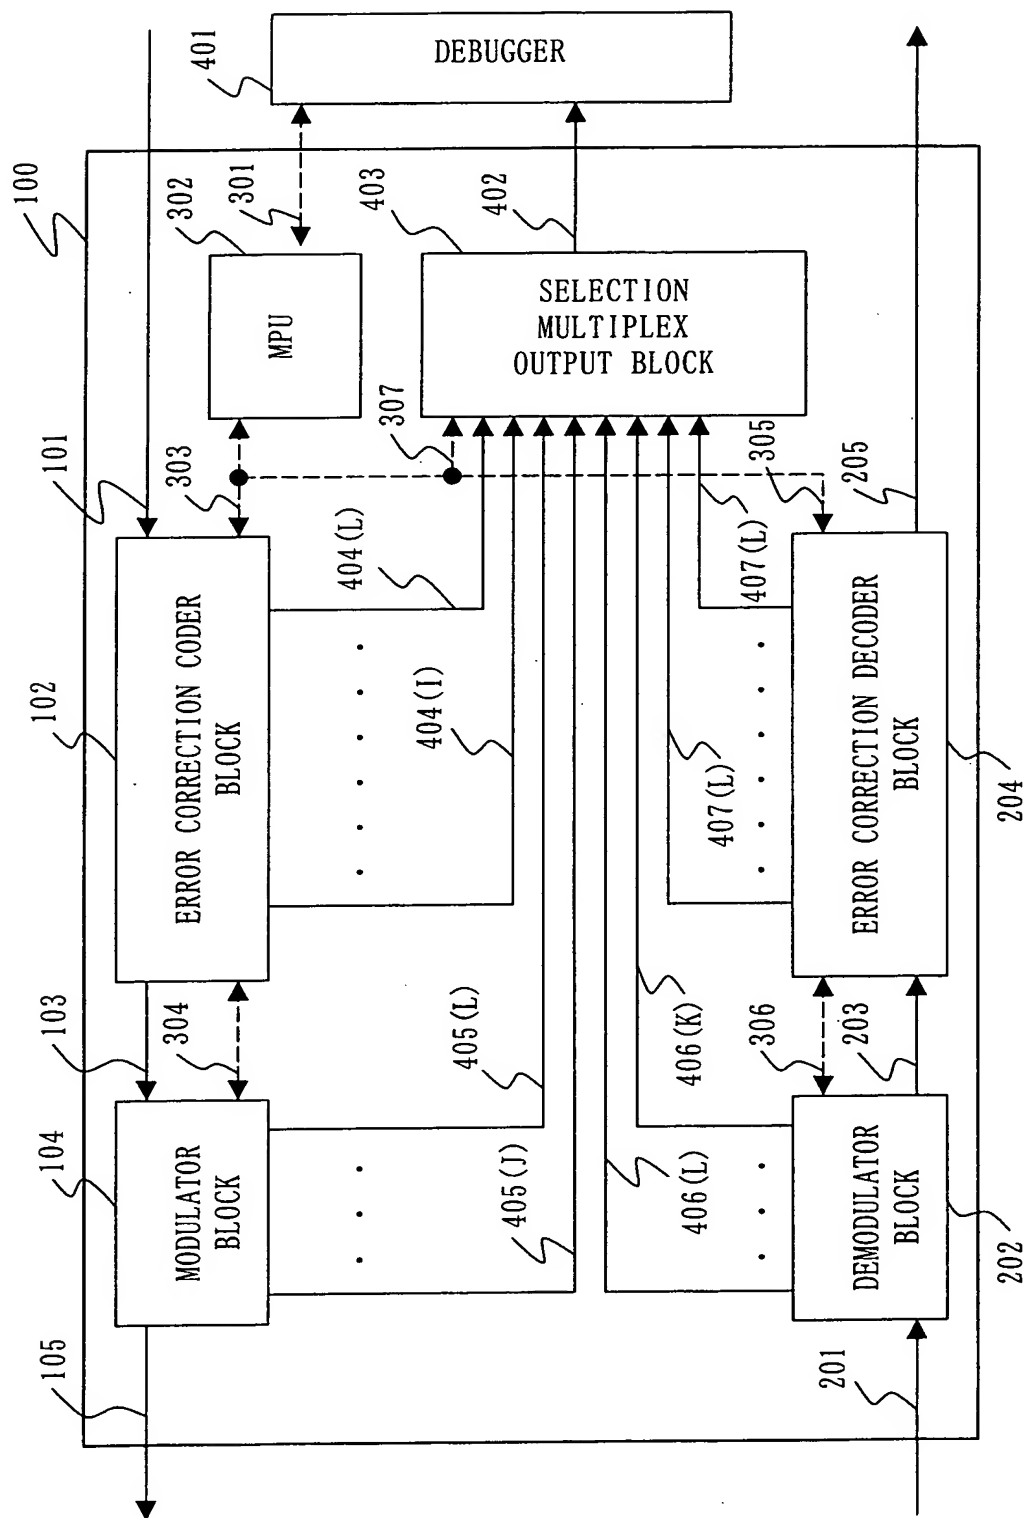 105
104
MODULATOR
BLOCK
103
304
102
ERROR CORRECTION CODER
BLOCK
101
303
100
302
MPU
301
401
DEBUGGER
405(J)
405(L)
404(I)
404(L)
307
403
SELECTION
MULTIPLEX
OUTPUT BLOCK
402
406(L)
406(K)
407(L)
407(L)
305
201
DEMODULATOR
BLOCK
202
306
203
ERROR CORRECTION DECODER
BLOCK
204
205